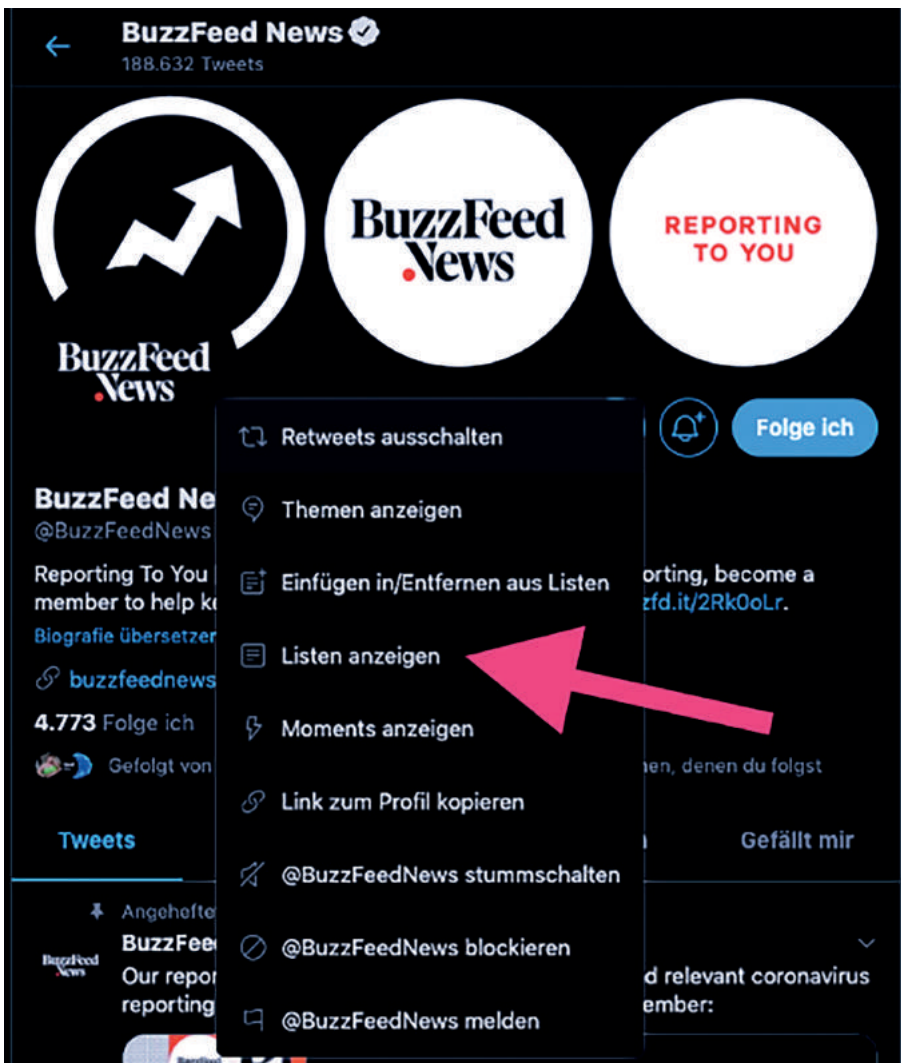 BuzzFeed News
188.632 Tweets
BuzzFeed
News
BuzzFeed
News
REPORTING
TO YOU
Folge ich
Retweets ausschalten
Themen anzeigen
Einfügen in/Entfernen aus Listen
Listen anzeigen
Moments anzeigen
Link zum Profil kopieren
@BuzzFeedNews stummschalten
@BuzzFeedNews blockieren
@BuzzFeedNews melden
BuzzFeed Ne
@BuzzFeedNews
Reporting To You orting, become a
member to help zfd.it/2Rk0oLr.
Biografie übersetzen
buzzfeednews
4.773 Folge ich
Gefolgt von en, denen du folgst
Tweets Gefällt mir
Angehefte
BuzzFee
BuzzFeed
News
Our repor d relevant coronavirus
reporting ember: